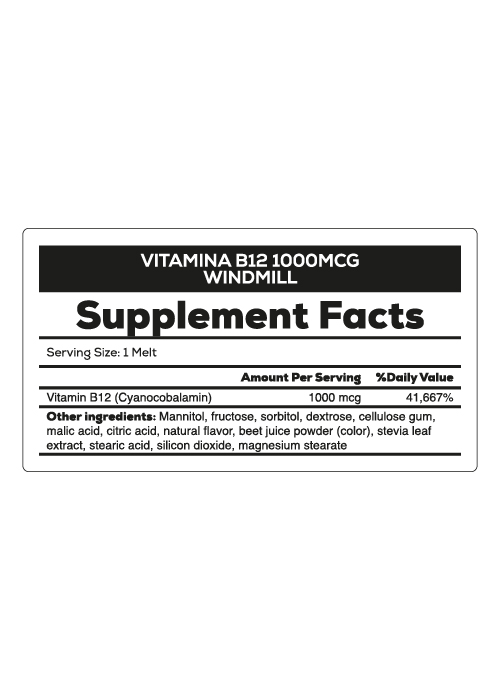 VITAMINA B12 1000MCG
WINDMILL
Supplement Facts
Serving Size: 1 Melt
Amount Per Serving %Daily Value
Vitamin B12 (Cyanocobalamin) 1000 mcg 41,667%
Other ingredients: Mannitol, fructose, sorbitol, dextrose, cellulose gum,
malic acid, citric acid, natural flavor, beet juice powder (color), stevia leaf
extract, stearic acid, silicon dioxide, magnesium stearate